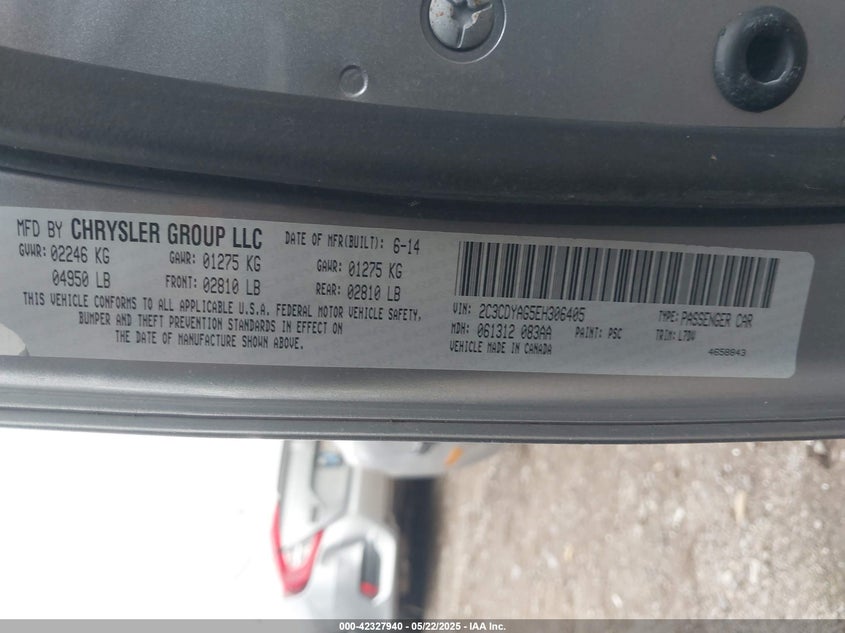 MFD BY CHRYSLER GROUP LLC
DATE OF MFR(BUILT): 6-14
GVWR: 02246 KG
04950 LB
GAWR: 01275 KG
FRONT: 02810 LB
GAWR: 01275 KG
REAR: 02810 LB
THIS VEHICLE CONFORMS TO ALL APPLICABLE U.S.A. FEDERAL MOTOR VEHICLE SAFETY,
BUMPER AND THEFT PREVENTION STANDARDS IN EFFECT ON
THE DATE OF MANUFACTURE SHOWN ABOVE.
VIN: 2C3CDYAG5EH306405
TYPE: PASSENGER CAR
MDH: 061312 083AA
PAINT: PSC
TRIM: L7DV
VEHICLE MADE IN CANADA
4658843
000-42327940 - 05/22/2025 - IAA Inc.